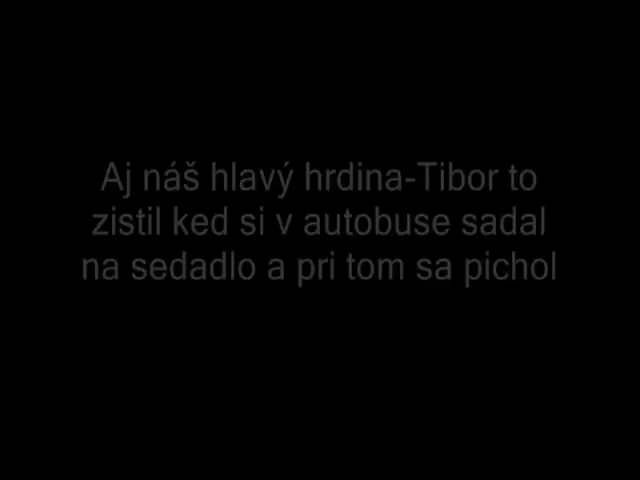 Aj náš hlavý hrdina-Tibor to
zistil ked si v autobuse sadal
na sedadlo a pri tom sa pichol